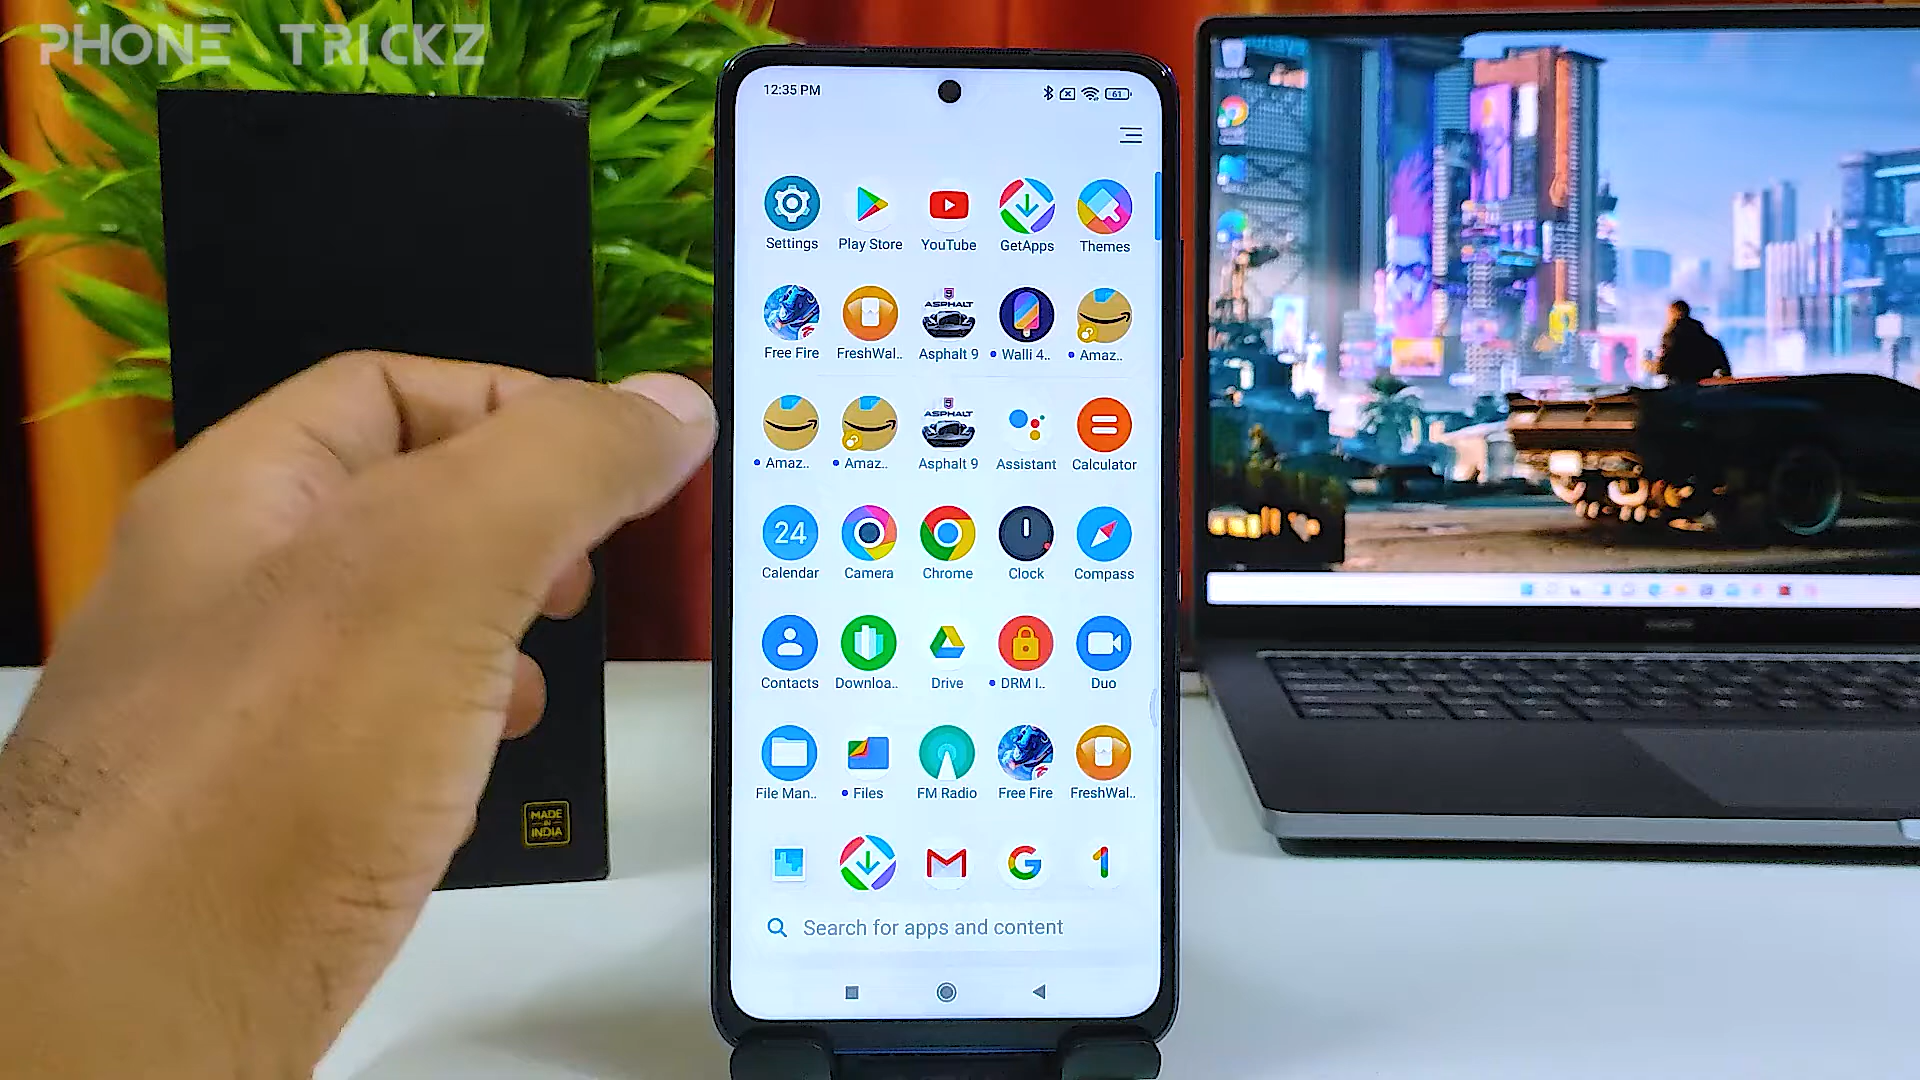 PHONE TRICKZ
12:35 PM
61
Settings
Play Store
YouTube
GetApps
Themes
ASPHALT
Free Fire
FreshWal..
Asphalt 9
Walli 4..
Amaz..
ASPHALT
Amaz..
Amaz..
Asphalt 9
Assistant
Calculator
24
Calendar
Camera
Chrome
Clock
Compass
Contacts
Downloa..
Drive
DRM I..
Duo
File Man..
Files
FM Radio
Free Fire
FreshWal..
Search for apps and content
MADE
IN
INDIA